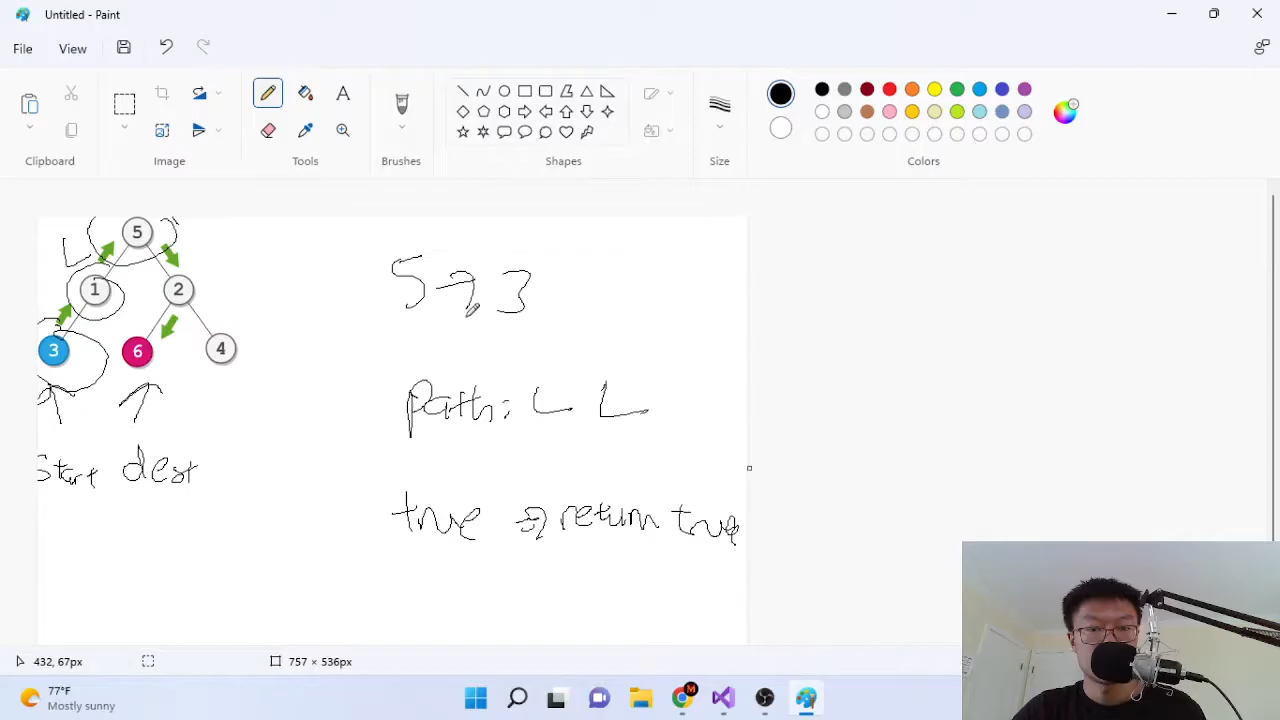 Untitled - Paint
File View
Clipboard Image Tools Brushes Shapes Size Colors
5
L
1 2
3 6 4
start dest
5 → 3
path: L L
true ⇒ return true
432, 67px 757 × 536px
77°F
Mostly sunny
M